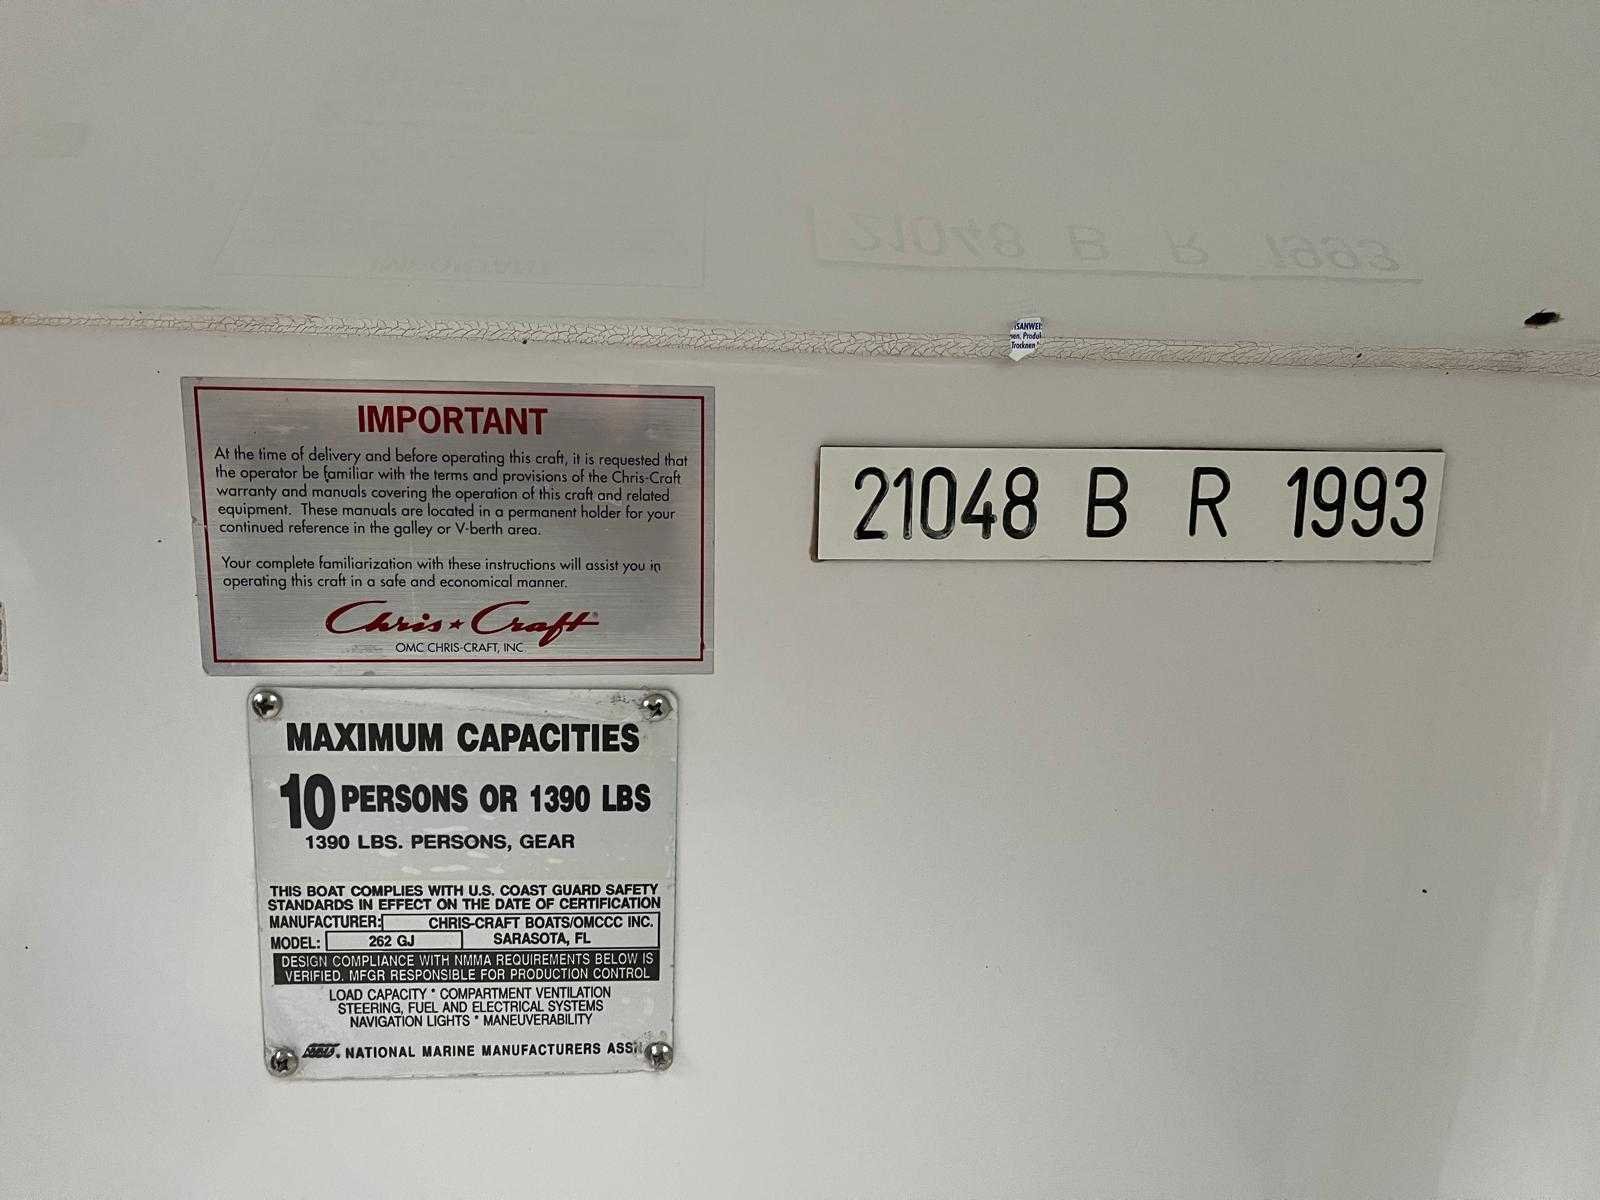 ISANWEI
Trocknen
IMPORTANT
At the time of delivery and before operating this craft, it is requested that
the operator be familiar with the terms and provisions of the Chris-Craft
warranty and manuals covering the operation of this craft and related
equipment. These manuals are located in a permanent holder for your
continued reference in the galley or V-berth area.
Your complete familiarization with these instructions will assist you in
operating this craft in a safe and economical manner.
Chris★Craft®
OMC CHRIS-CRAFT, INC
21048 B R 1993
MAXIMUM CAPACITIES
10 PERSONS OR 1390 LBS
1390 LBS. PERSONS, GEAR
THIS BOAT COMPLIES WITH U.S. COAST GUARD SAFETY
STANDARDS IN EFFECT ON THE DATE OF CERTIFICATION
MANUFACTURER: CHRIS-CRAFT BOATS/OMCCC INC.
MODEL: 262 GJ SARASOTA, FL
DESIGN COMPLIANCE WITH NMMA REQUIREMENTS BELOW IS
VERIFIED. MFGR RESPONSIBLE FOR PRODUCTION CONTROL
LOAD CAPACITY * COMPARTMENT VENTILATION
STEERING, FUEL AND ELECTRICAL SYSTEMS
NAVIGATION LIGHTS * MANEUVERABILITY
NATIONAL MARINE MANUFACTURERS ASSN